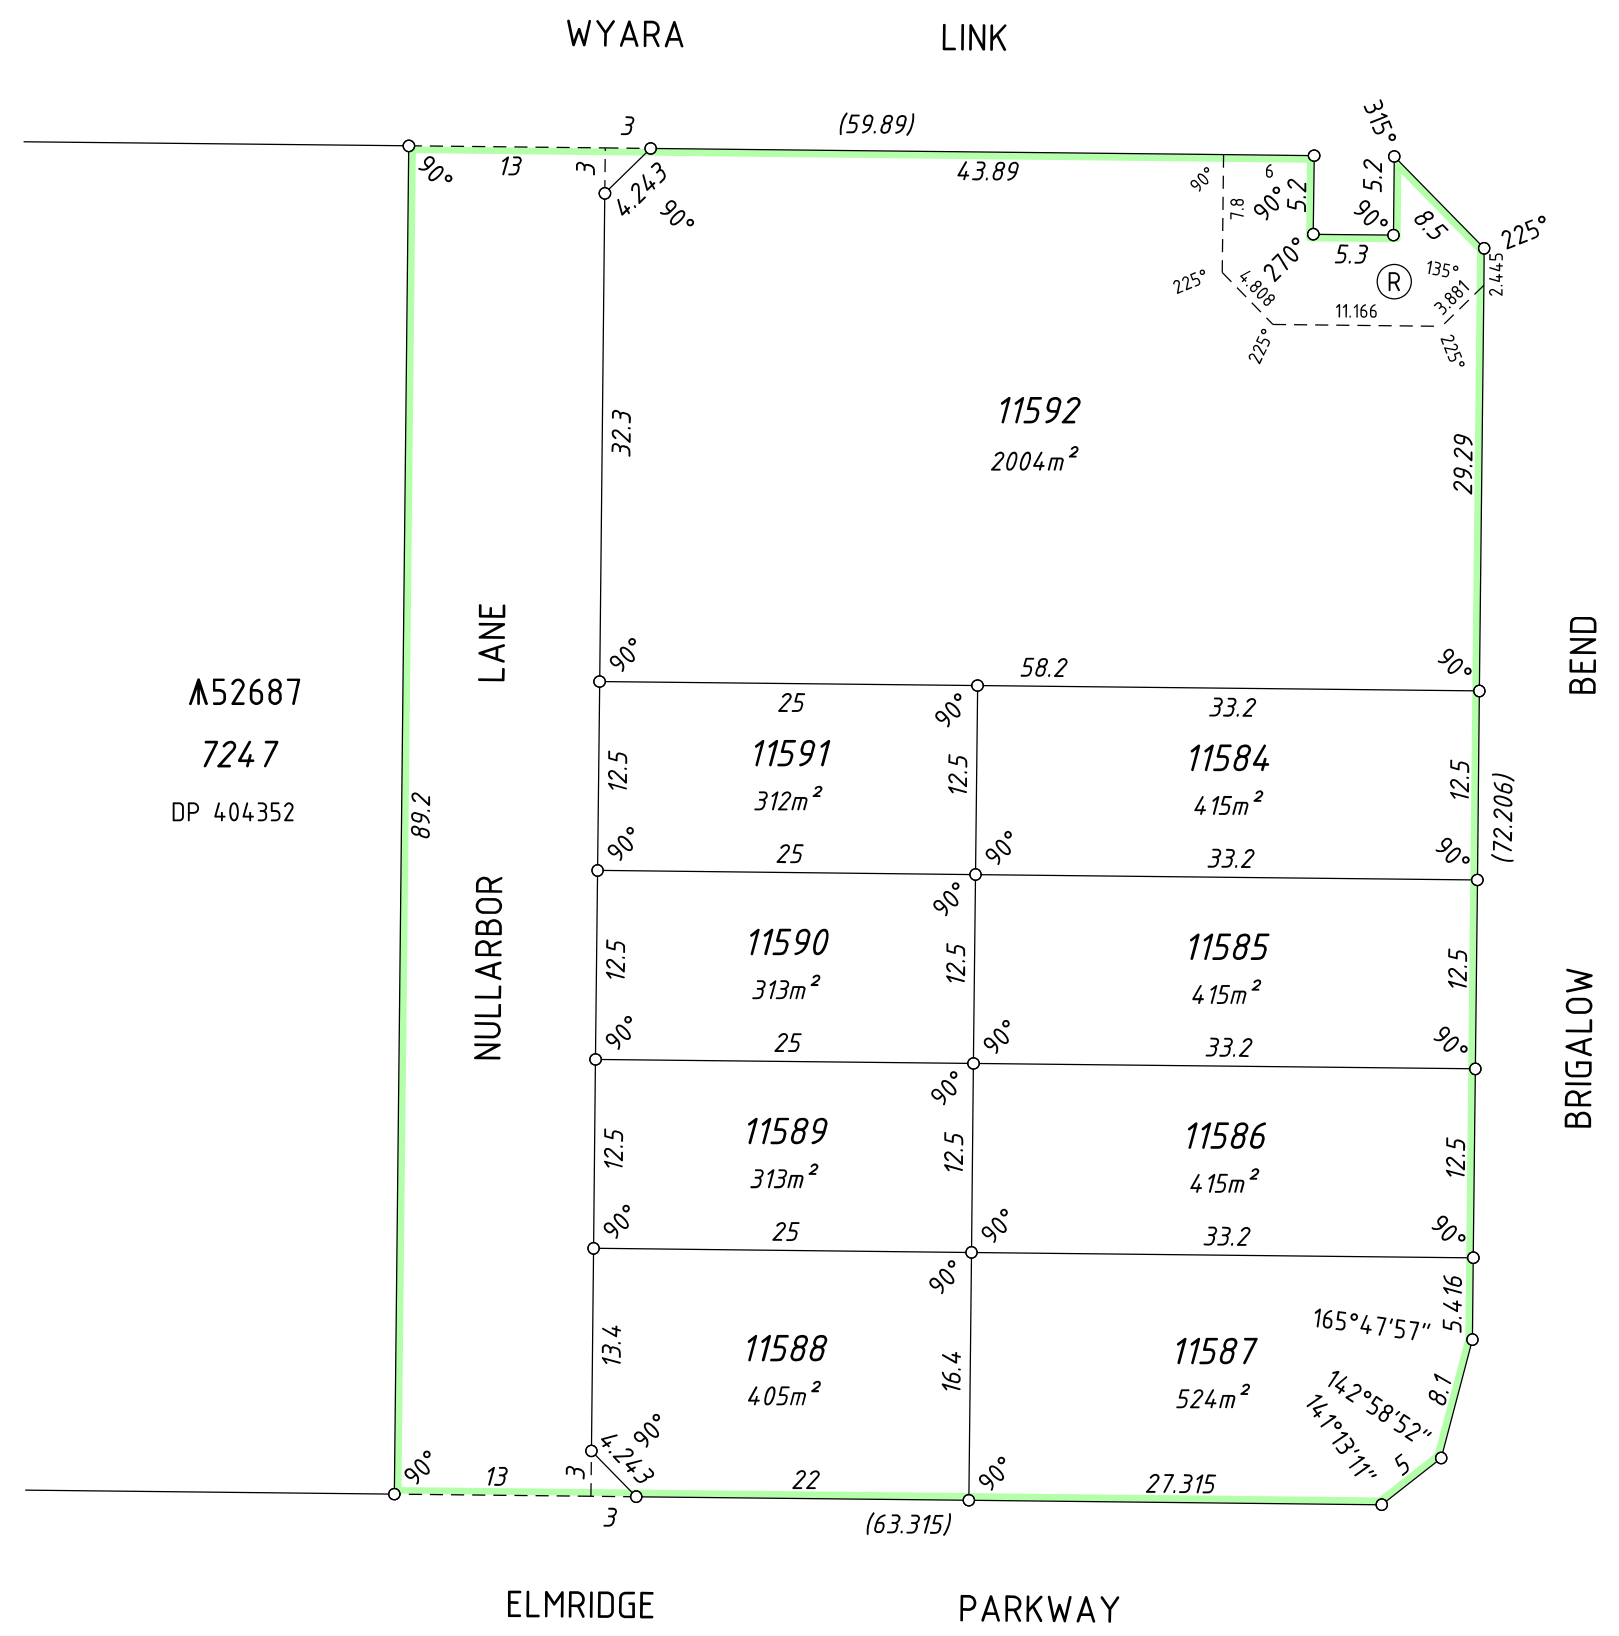 WYARA LINK
315°
3 (59.89)
90° 13 3 4.243 90° 43.89 90° 7.8 6 90° 5.2 5.2 90° 8.5 225°
270° 5.3
225° 4.808 R 135° 3.881 2.445
11.166
225° 225°
32.3 11592 29.29
2004m²
LANE BEND
90° 58.2 90°
25 90° 33.2
52687
7247
DP 404352
89.2
12.5 11591 12.5 11584 12.5
312m² 415m²
(72.206)
90° 25 90° 33.2 90°
90°
NULLARBOR BRIGALOW
12.5 11590 12.5 11585 12.5
313m² 415m²
90° 25 90° 33.2 90°
90°
12.5 11589 12.5 11586 12.5
313m² 415m²
90° 25 90° 33.2 90°
90°
5.416
165°47'57"
13.4 11588 16.4 11587
405m² 524m²
8.1
142°58'52"
141°13'11"
5
90° 13 3 4.243 90° 22 90° 27.315
3 (63.315)
ELMRIDGE PARKWAY